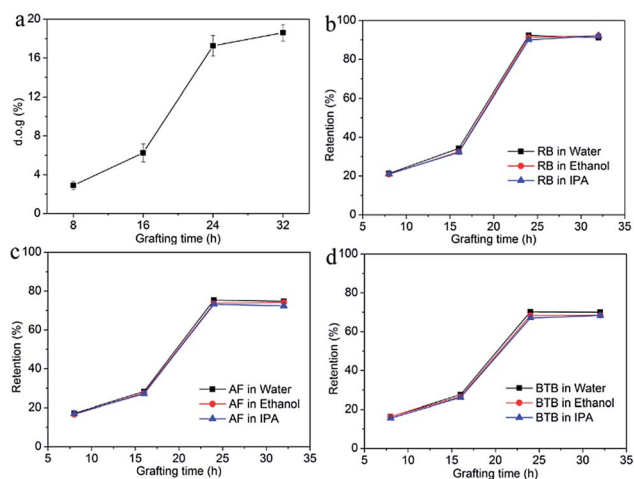 a
d.o.g (%)
20
16
12
8
4
0
8 16 24 32
Grafting time (h)
b
Retention (%)
100
80
60
40
20
0
RB in Water
RB in Ethanol
RB in IPA
5 10 15 20 25 30 35
Grafting time (h)
c
Retention (%)
100
80
60
40
20
0
AF in Water
AF in Ethanol
AF in IPA
5 10 15 20 25 30 35
Grafting time (h)
d
Retention (%)
100
80
60
40
20
0
BTB in Water
BTB in Ethanol
BTB in IPA
5 10 15 20 25 30 35
Grafting time (h)